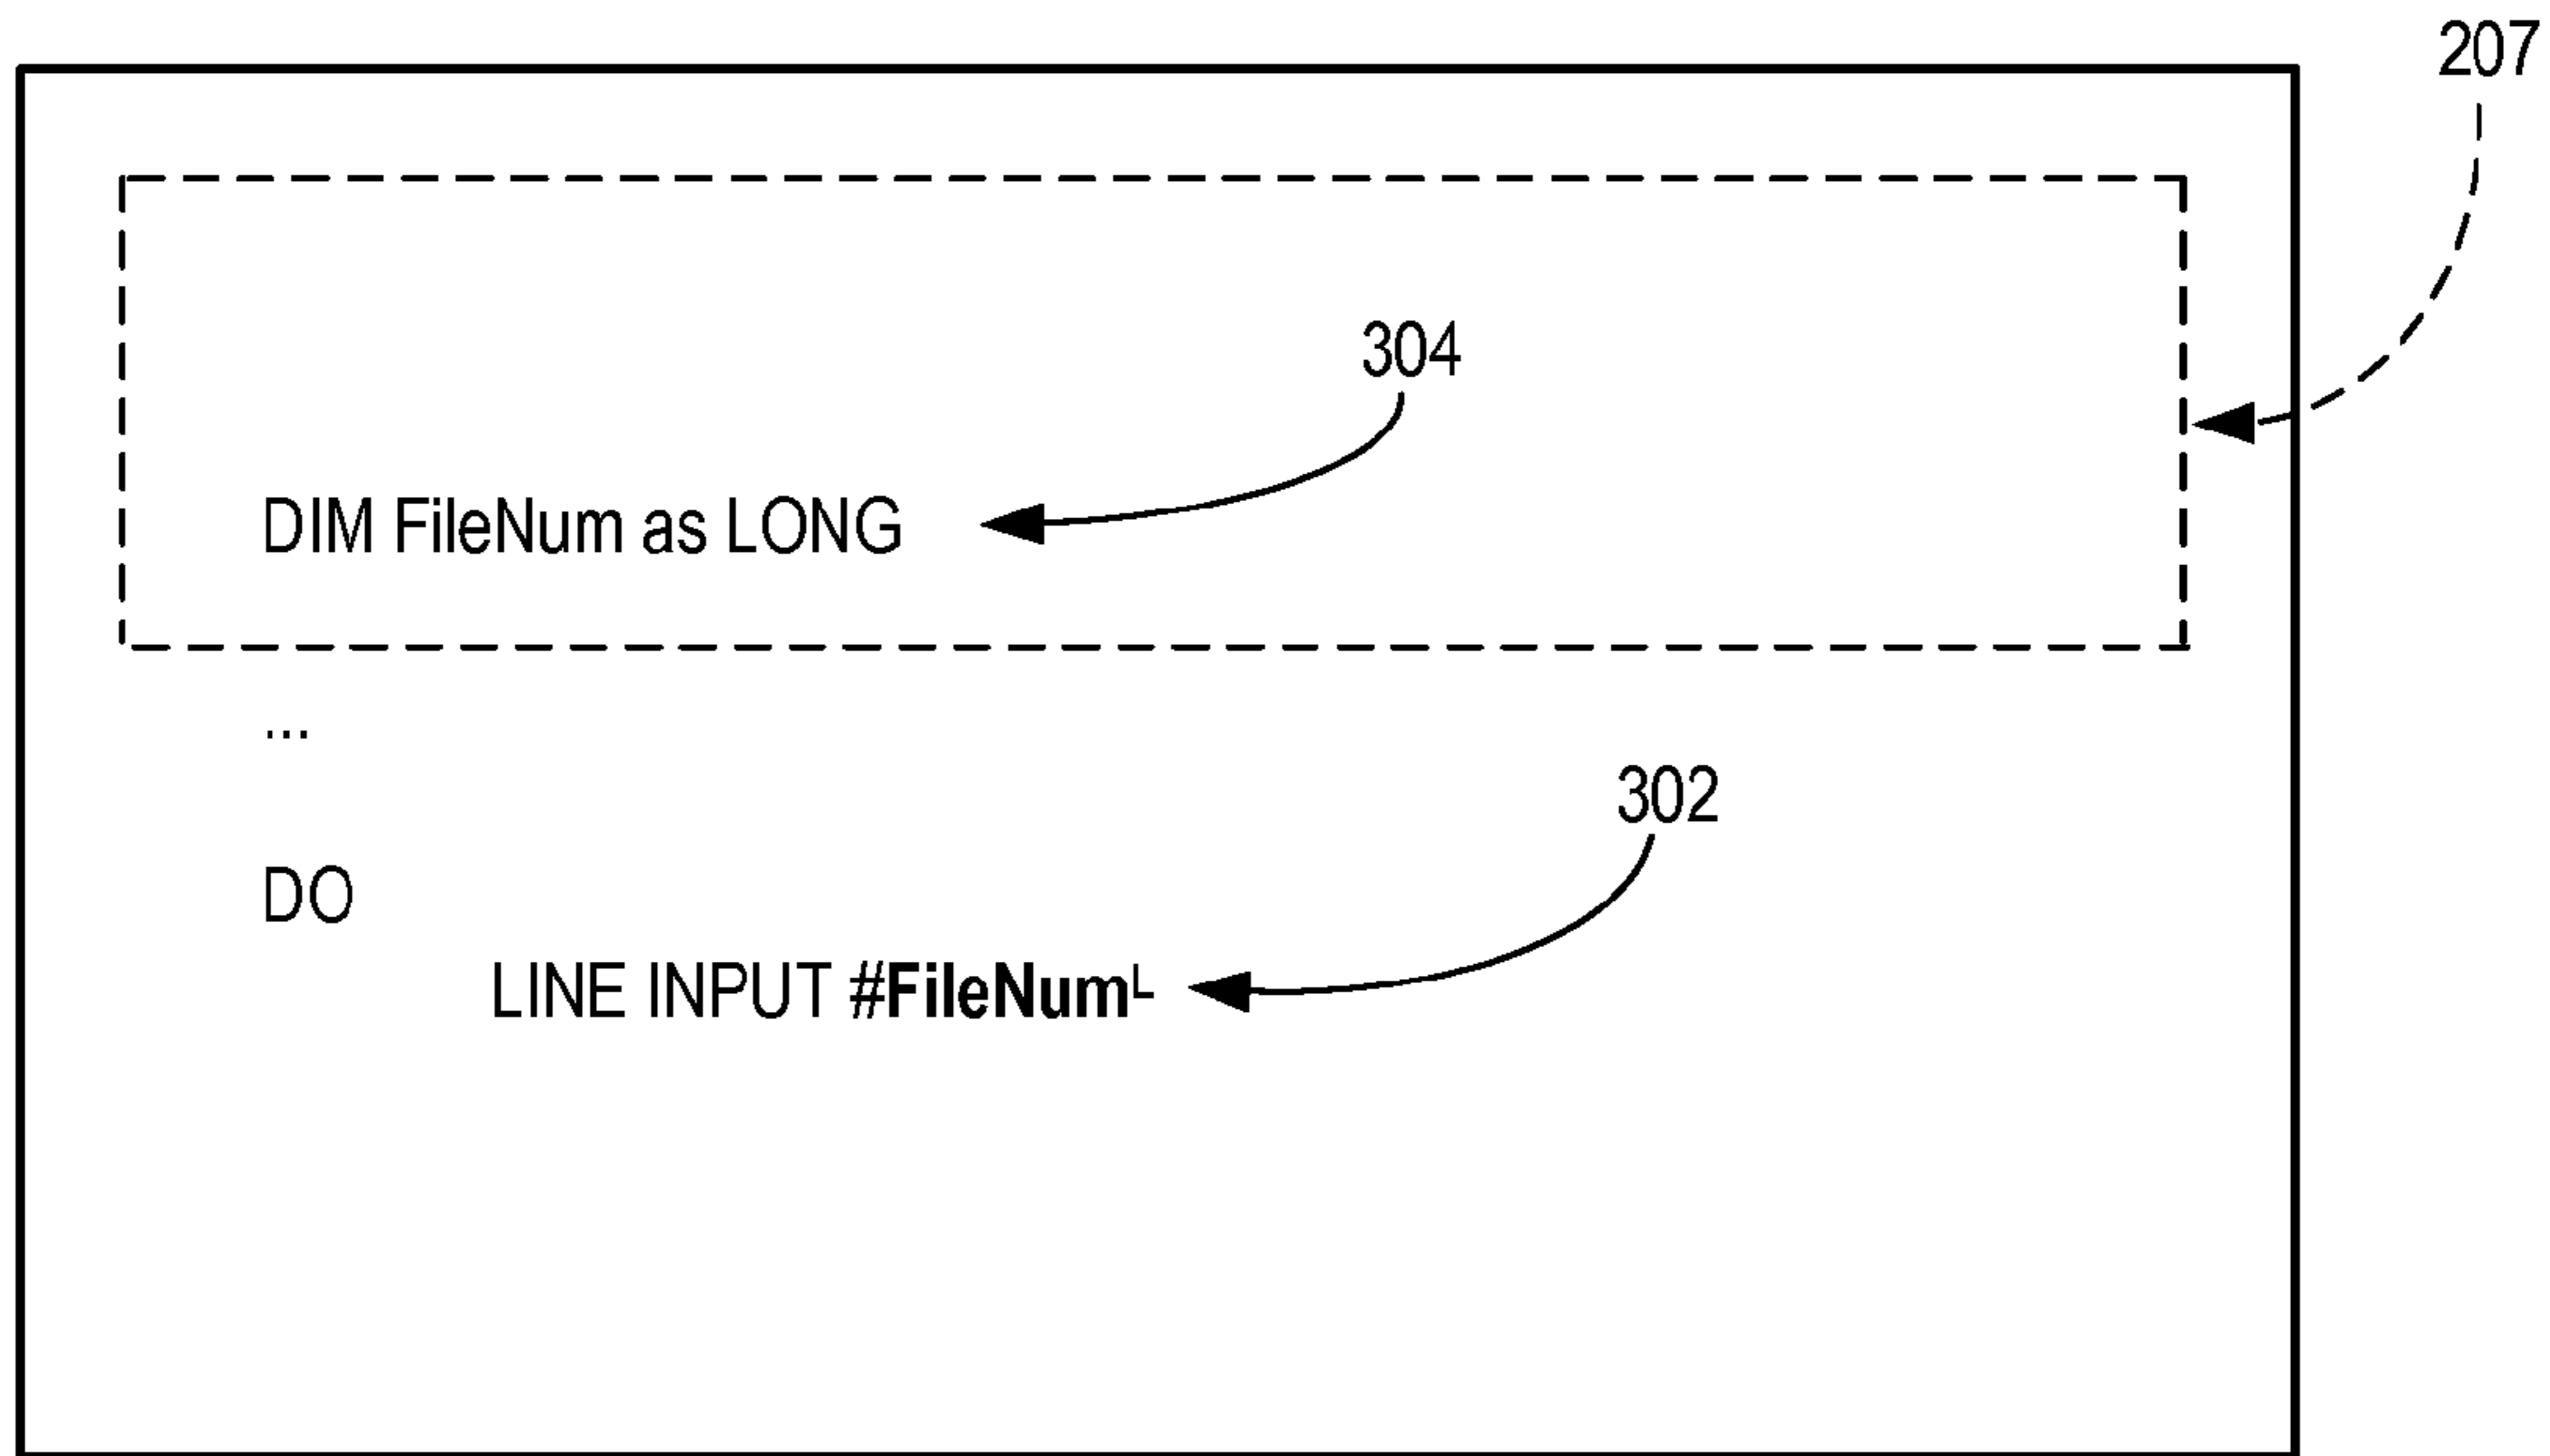 207
304
DIM FileNum as LONG
...
302
DO
LINE INPUT #FileNumᴸ